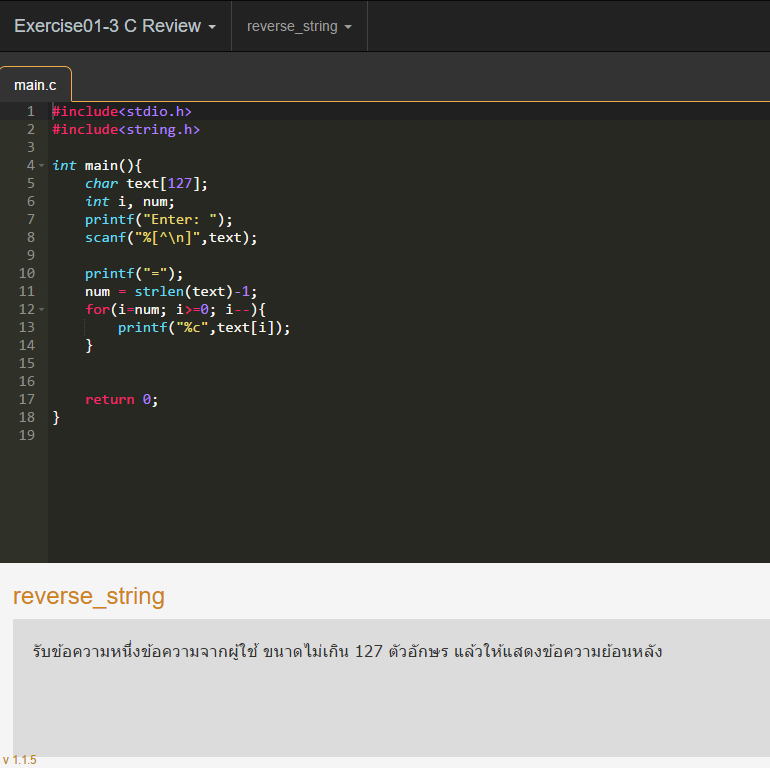 Exercise01-3 C Review reverse_string
main.c
1 #include<stdio.h>
2 #include<string.h>
3
4 int main(){
5     char text[127];
6     int i, num;
7     printf("Enter: ");
8     scanf("%[^\n]",text);
9
10     printf("=");
11     num = strlen(text)-1;
12     for(i=num; i>=0; i--){
13         printf("%c",text[i]);
14     }
15
16
17     return 0;
18 }
19
reverse_string
รับข้อความหนึ่งข้อความจากผู้ใช้ ขนาดไม่เกิน 127 ตัวอักษร แล้วให้แสดงข้อความย้อนหลัง
v 1.1.5